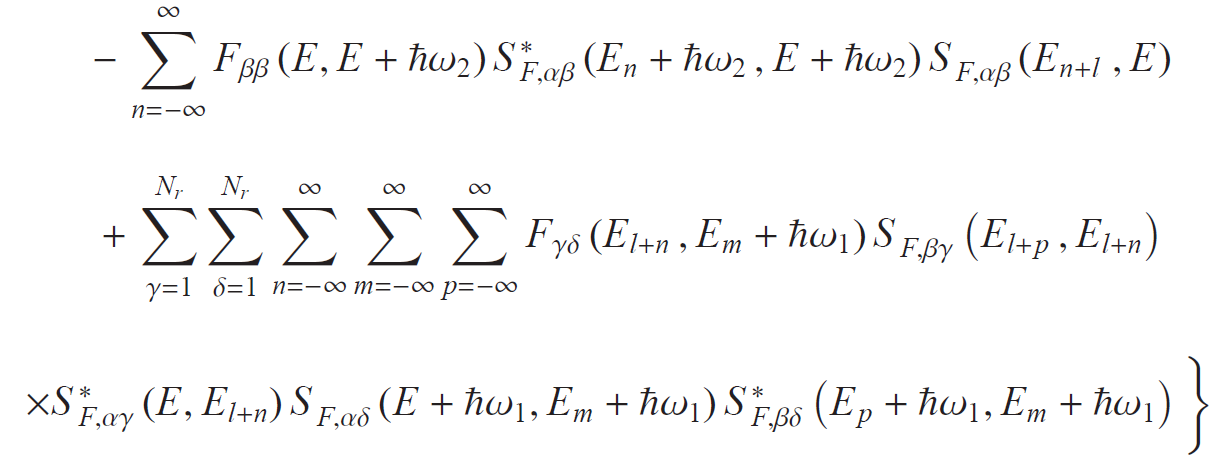 − ∑_{n=−∞}^{∞} F_{ββ} (E, E + ħω_2) S^*_{F,αβ} (E_n + ħω_2 , E + ħω_2) S_{F,αβ} (E_{n+l} , E)
+ ∑_{γ=1}^{N_r} ∑_{δ=1}^{N_r} ∑_{n=−∞}^{∞} ∑_{m=−∞}^{∞} ∑_{p=−∞}^{∞} F_{γδ} (E_{l+n} , E_m + ħω_1) S_{F,βγ} (E_{l+p} , E_{l+n})
×S^*_{F,αγ} (E, E_{l+n}) S_{F,αδ} (E + ħω_1, E_m + ħω_1) S^*_{F,βδ} (E_p + ħω_1, E_m + ħω_1) }